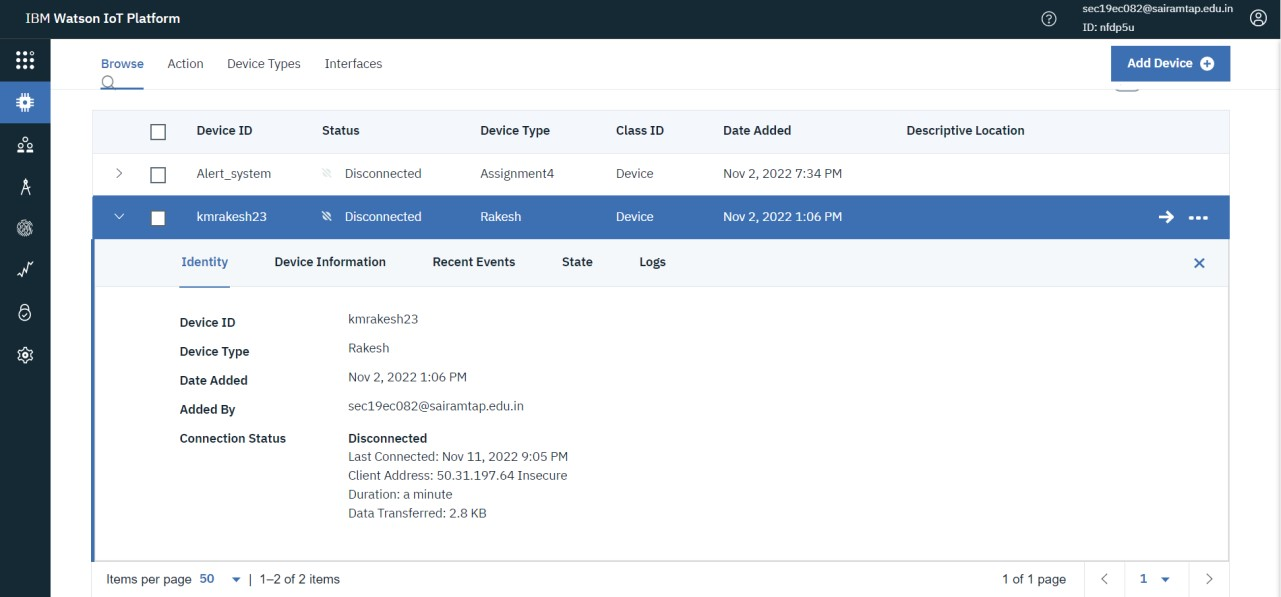 IBM Watson IoT Platform
sec19ec082@sairamtap.edu.in
ID: nfdp5u
Browse Action Device Types Interfaces
Add Device
Device ID Status Device Type Class ID Date Added Descriptive Location
Alert_system Disconnected Assignment4 Device Nov 2, 2022 7:34 PM
kmrakesh23 Disconnected Rakesh Device Nov 2, 2022 1:06 PM
Identity Device Information Recent Events State Logs
Device ID kmrakesh23
Device Type Rakesh
Date Added Nov 2, 2022 1:06 PM
Added By sec19ec082@sairamtap.edu.in
Connection Status Disconnected
Last Connected: Nov 11, 2022 9:05 PM
Client Address: 50.31.197.64 Insecure
Duration: a minute
Data Transferred: 2.8 KB
Items per page 50 | 1–2 of 2 items 1 of 1 page 1